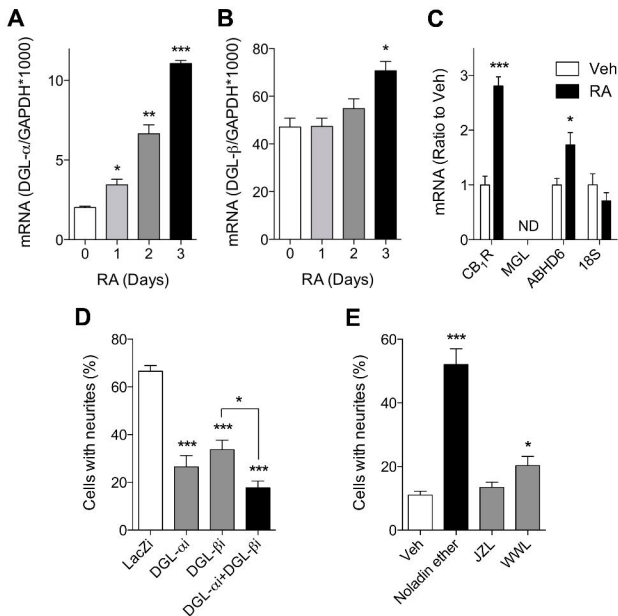 A
mRNA (DGL-α/GAPDH*1000)
10
5
0
*
**
***
0 1 2 3
RA (Days)
B
mRNA (DGL-β/GAPDH*1000)
80
60
40
20
0
*
0 1 2 3
RA (Days)
C
mRNA (Ratio to Veh)
3
2
1
0
***
ND
*
Veh
RA
CB₁R
MGL
ABHD6
18S
D
Cells with neurites (%)
80
60
40
20
0
***
***
*
***
LacZi
DGL-αi
DGL-βi
DGL-αi+DGL-βi
E
Cells with neurites (%)
60
40
20
0
***
*
Veh
Noladin ether
JZL
WWL